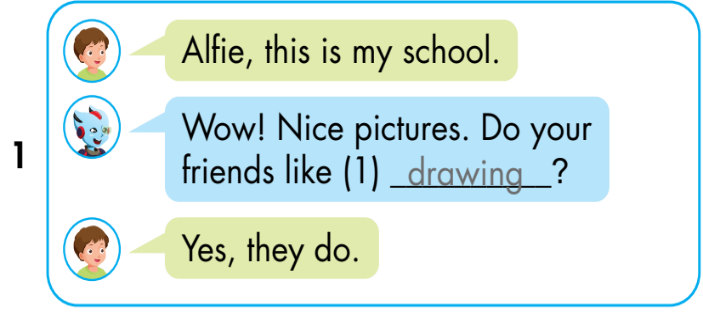 Alfie, this is my school.
1
Wow! Nice pictures. Do your
friends like (1) drawing?
Yes, they do.